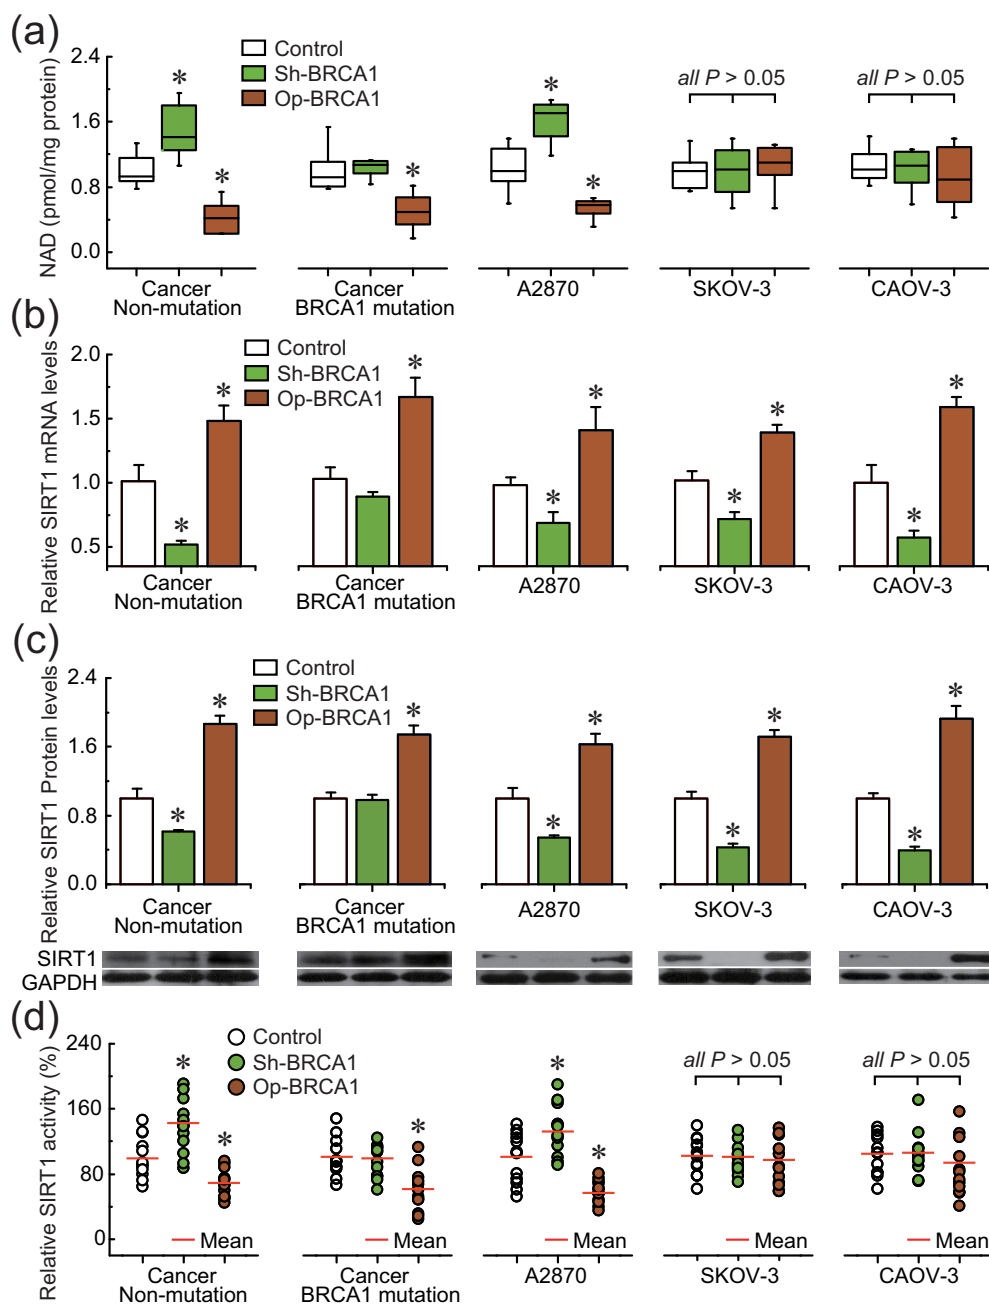 (a)
Control
Sh-BRCA1
Op-BRCA1
NAD (pmol/mg protein)
2.4
1.6
0.8
0.0
*
*
*
*
*
all P > 0.05
all P > 0.05
Cancer
Non-mutation
Cancer
BRCA1 mutation
A2870
SKOV-3
CAOV-3
(b)
Control
Sh-BRCA1
Op-BRCA1
Relative SIRT1 mRNA levels
2.0
1.5
1.0
0.5
*
*
*
*
*
*
*
*
*
Cancer
Non-mutation
Cancer
BRCA1 mutation
A2870
SKOV-3
CAOV-3
(c)
Control
Sh-BRCA1
Op-BRCA1
Relative SIRT1 Protein levels
2.4
1.6
0.8
0.0
*
*
*
*
*
*
*
*
*
Cancer
Non-mutation
Cancer
BRCA1 mutation
A2870
SKOV-3
CAOV-3
SIRT1
GAPDH
(d)
Control
Sh-BRCA1
Op-BRCA1
Relative SIRT1 activity (%)
240
160
80
0
*
*
*
*
*
all P > 0.05
all P > 0.05
Mean
Mean
Mean
Mean
Mean
Cancer
Non-mutation
Cancer
BRCA1 mutation
A2870
SKOV-3
CAOV-3